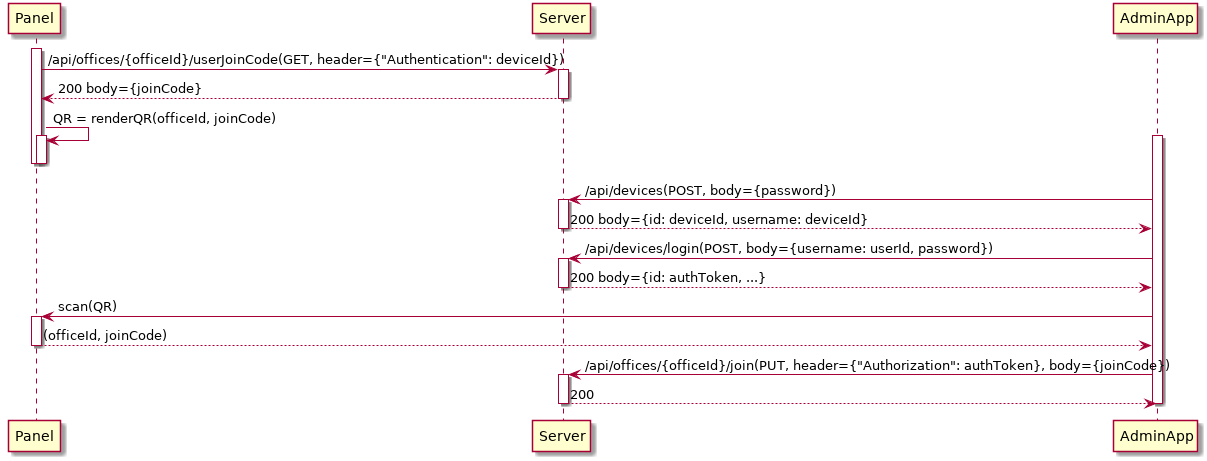 Panel
Server
AdminApp
/api/offices/{officeId}/userJoinCode(GET, header={"Authentication": deviceId})
200 body={joinCode}
QR = renderQR(officeId, joinCode)
/api/devices(POST, body={password})
200 body={id: deviceId, username: deviceId}
/api/devices/login(POST, body={username: userId, password})
200 body={id: authToken, ...}
scan(QR)
(officeId, joinCode)
/api/offices/{officeId}/join(PUT, header={"Authorization": authToken}, body={joinCode})
200
Panel
Server
AdminApp